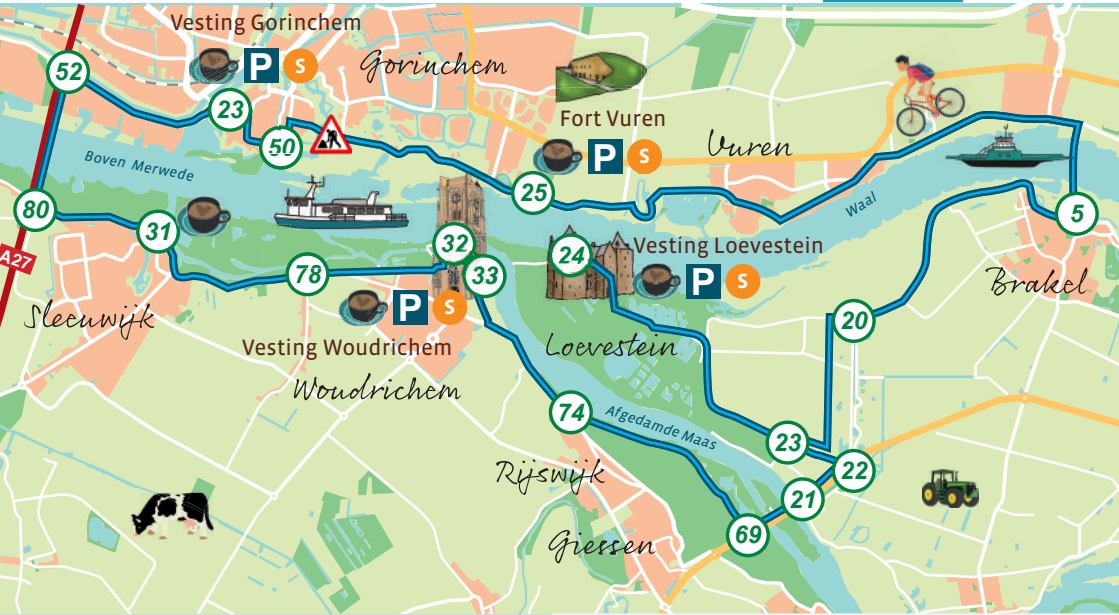 Vesting Gorinchem
P S
Gorinchem
52
23
50
Fort Vuren
P S
Vuren
Boven Merwede
25
Waal
80
31
A27
78
32
33
24
Vesting Loevestein
P S
5
Brakel
Sleeuwijk
P S
Vesting Woudrichem
Woudrichem
20
Loevestein
74
Afgedamde Maas
23
22
21
69
Rijswijk
Giessen